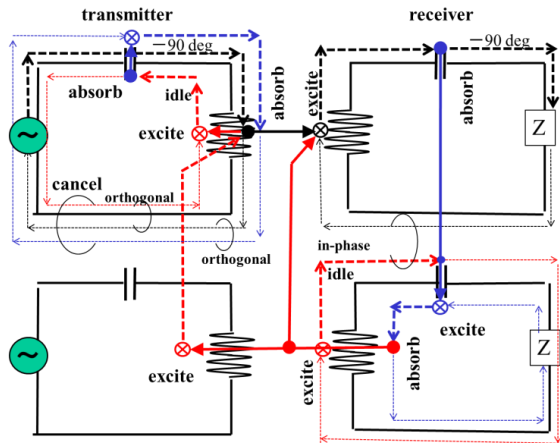 transmitter
receiver
－90 deg
－90 deg
absorb
absorb
excite
absorb
idle
excite
~
Z
cancel
orthogonal
orthogonal
in-phase
idle
excite
~
excite
absorb
Z
excite